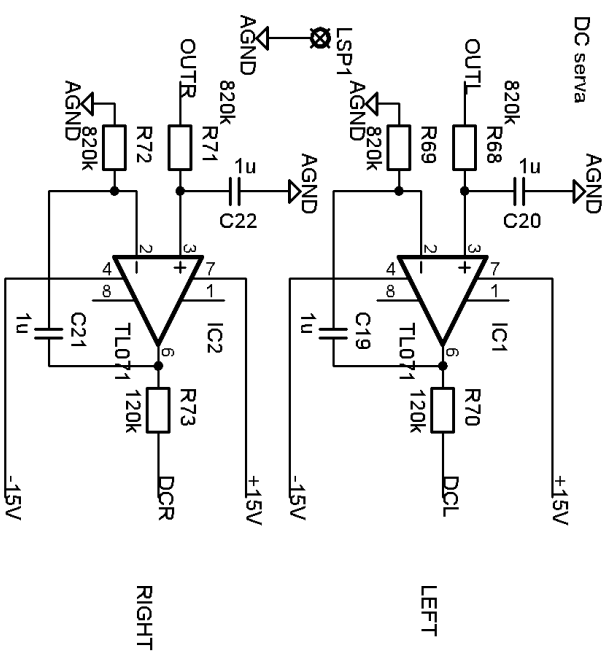 DC serva
AGND
+15V
1u
C20
820k
R68
OUTL
3
7
1
IC1
+
R70
120k
6
DCL
LEFT
R69
820k
AGND
2
-
4
8
TL071
C19
1u
-15V
LSP1
AGND
AGND
+15V
1u
C22
820k
R71
OUTR
3
7
1
IC2
+
R73
120k
6
DCR
RIGHT
R72
820k
AGND
2
-
4
8
TL071
C21
1u
-15V